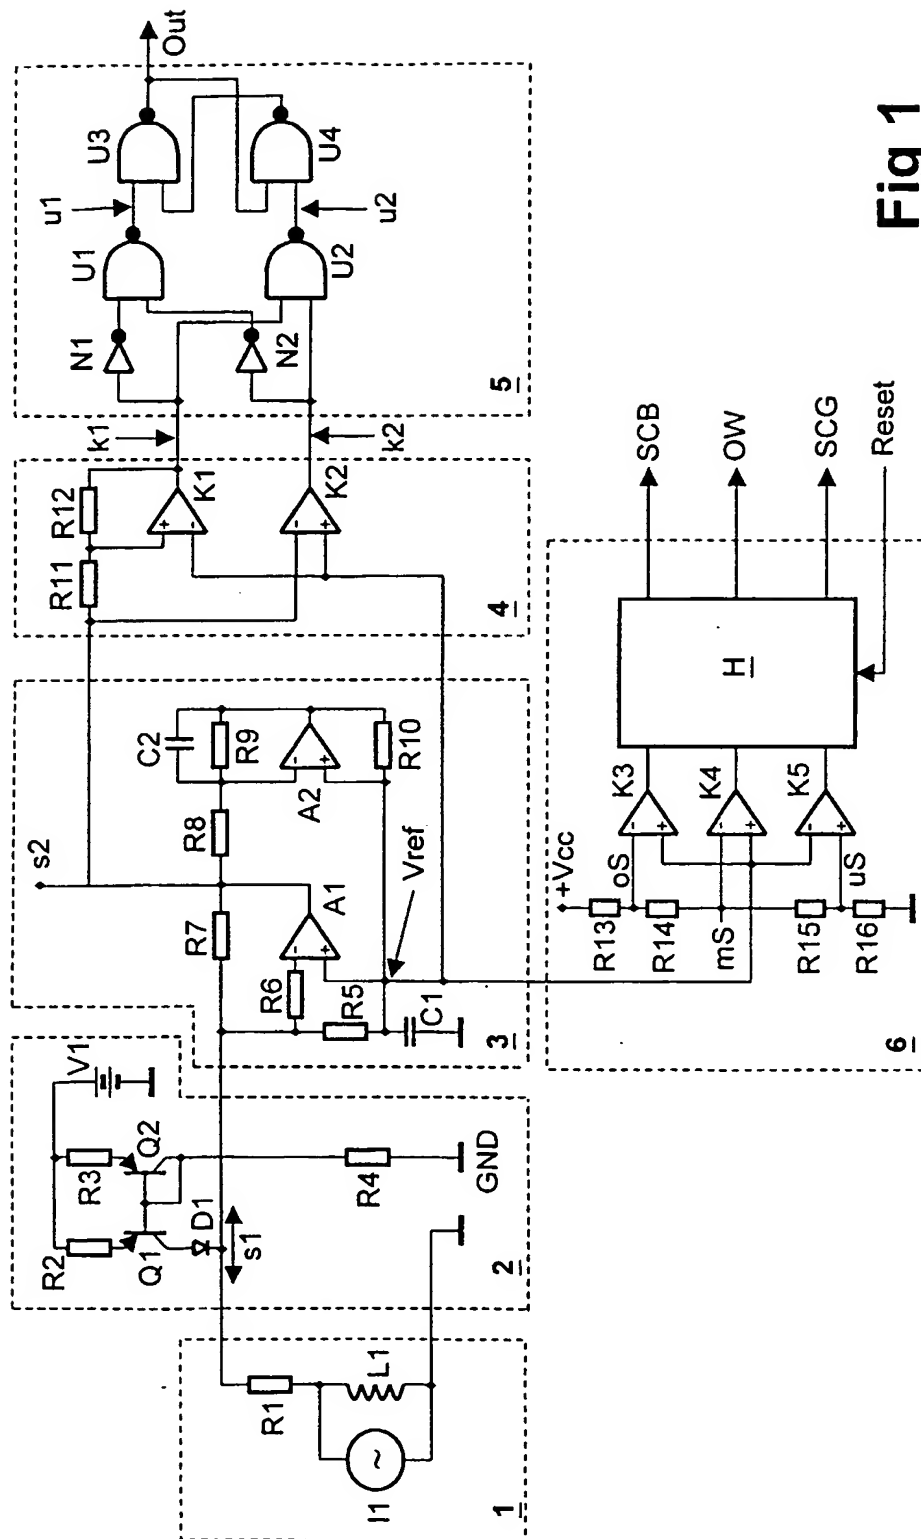 I1
L1
R1
1
R2
R3
V1
Q1
Q2
D1
s1
R4
GND
2
s2
R7
R8
C2
R9
A1
A2
R6
R5
R10
C1
Vref
3
R11
R12
K1
K2
4
k1
k2
N1
N2
U1
U2
u1
u2
U3
U4
Out
5
+Vcc
R13
oS
R14
mS
R15
uS
R16
K3
K4
K5
H
SCB
OW
SCG
Reset
6
Fig 1